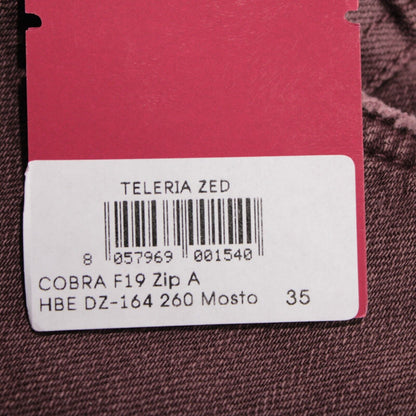 TELERIA ZED
8 057969 001540
COBRA F19 Zip A
HBE DZ-164 260 Mosto 35